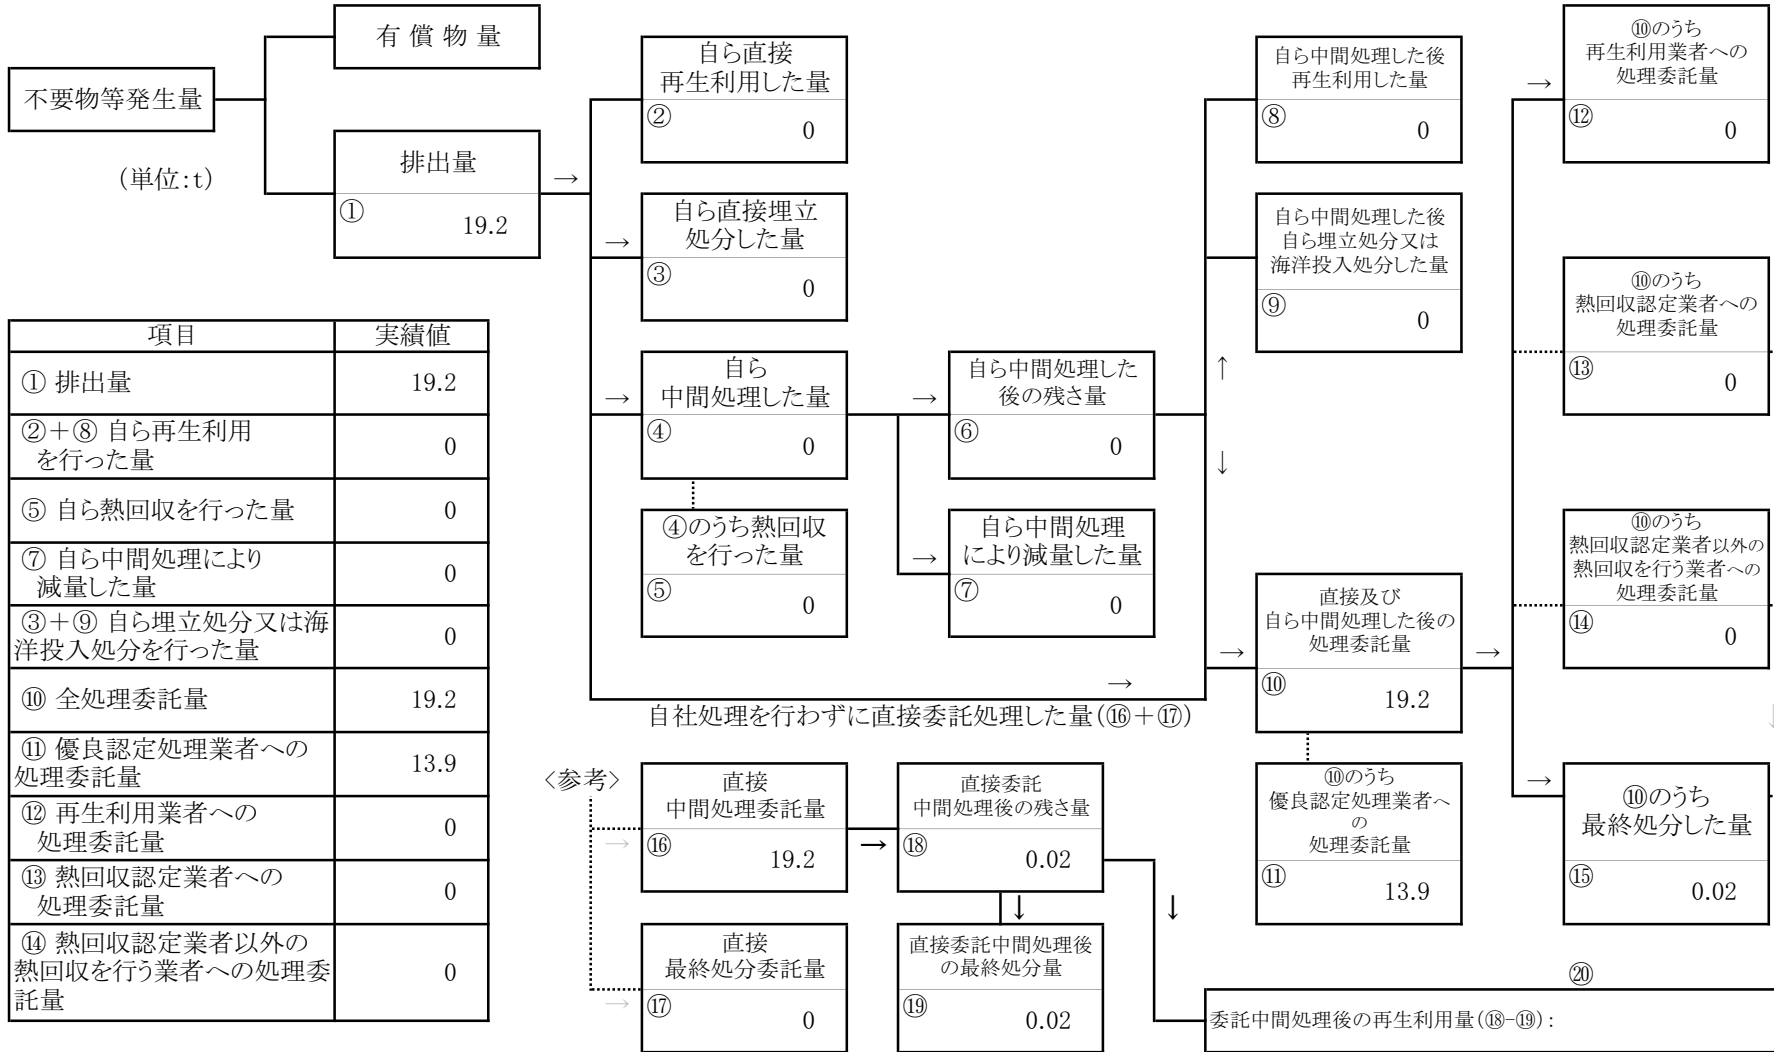 有 償 物 量
不要物等発生量
(単位:t)
排出量
①
19.2
→
自ら直接
再生利用した量
②
0
→
自ら直接埋立
処分した量
③
0
→
自ら
中間処理した量
④
0
④のうち熱回収
を行った量
⑤
0
→
自ら中間処理した
後の残さ量
⑥
0
→
自ら中間処理
により減量した量
⑦
0
↑
↓
自ら中間処理した後
再生利用した量
⑧
0
自ら中間処理した後
自ら埋立処分又は
海洋投入処分した量
⑨
0
→
自社処理を行わずに直接委託処理した量(⑯+⑰)
→
直接及び
自ら中間処理した後の
処理委託量
⑩
19.2
⑩のうち
優良認定処理業者へ
の
処理委託量
⑪
13.9
→
→
⑩のうち
再生利用業者への
処理委託量
⑫
0
⑩のうち
熱回収認定業者への
処理委託量
⑬
0
⑩のうち
熱回収認定業者以外の
熱回収を行う業者への
処理委託量
⑭
0
→
⑩のうち
最終処分した量
⑮
0.02
項目 実績値
① 排出量 19.2
②+⑧ 自ら再生利用
を行った量 0
⑤ 自ら熱回収を行った量 0
⑦ 自ら中間処理により
減量した量 0
③+⑨ 自ら埋立処分又は海
洋投入処分を行った量 0
⑩ 全処理委託量 19.2
⑪ 優良認定処理業者への
処理委託量 13.9
⑫ 再生利用業者への
処理委託量 0
⑬ 熱回収認定業者への
処理委託量 0
⑭ 熱回収認定業者以外の
熱回収を行う業者への処理委
託量 0
<参考>
→
直接
中間処理委託量
⑯
19.2
→
直接委託
中間処理後の残さ量
⑱
0.02
↓
↓
→
直接
最終処分委託量
⑰
0
直接委託中間処理後
の最終処分量
⑲
0.02
⑳
委託中間処理後の再生利用量(⑱-⑲):